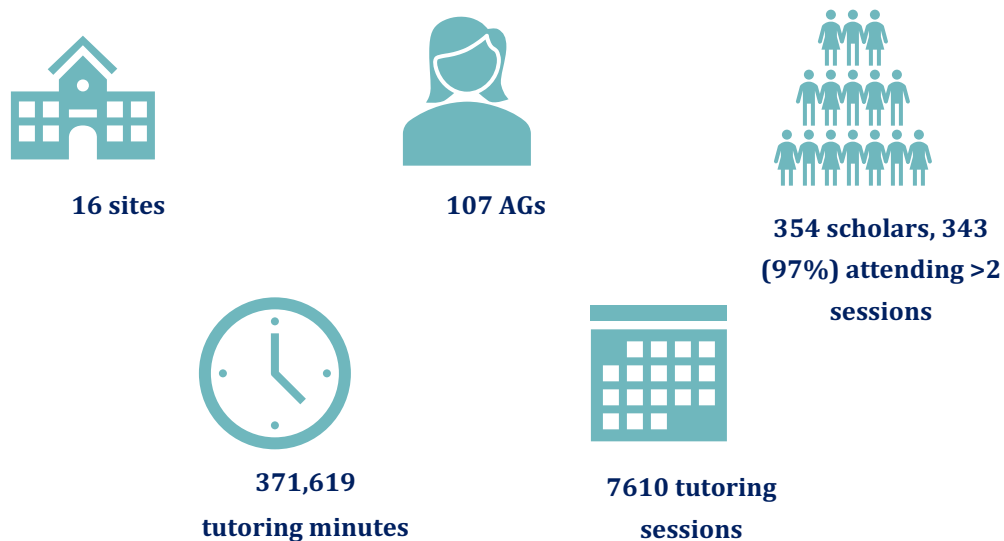 16 sites
107 AGs
354 scholars, 343
(97%) attending >2
sessions
371,619
tutoring minutes
7610 tutoring
sessions